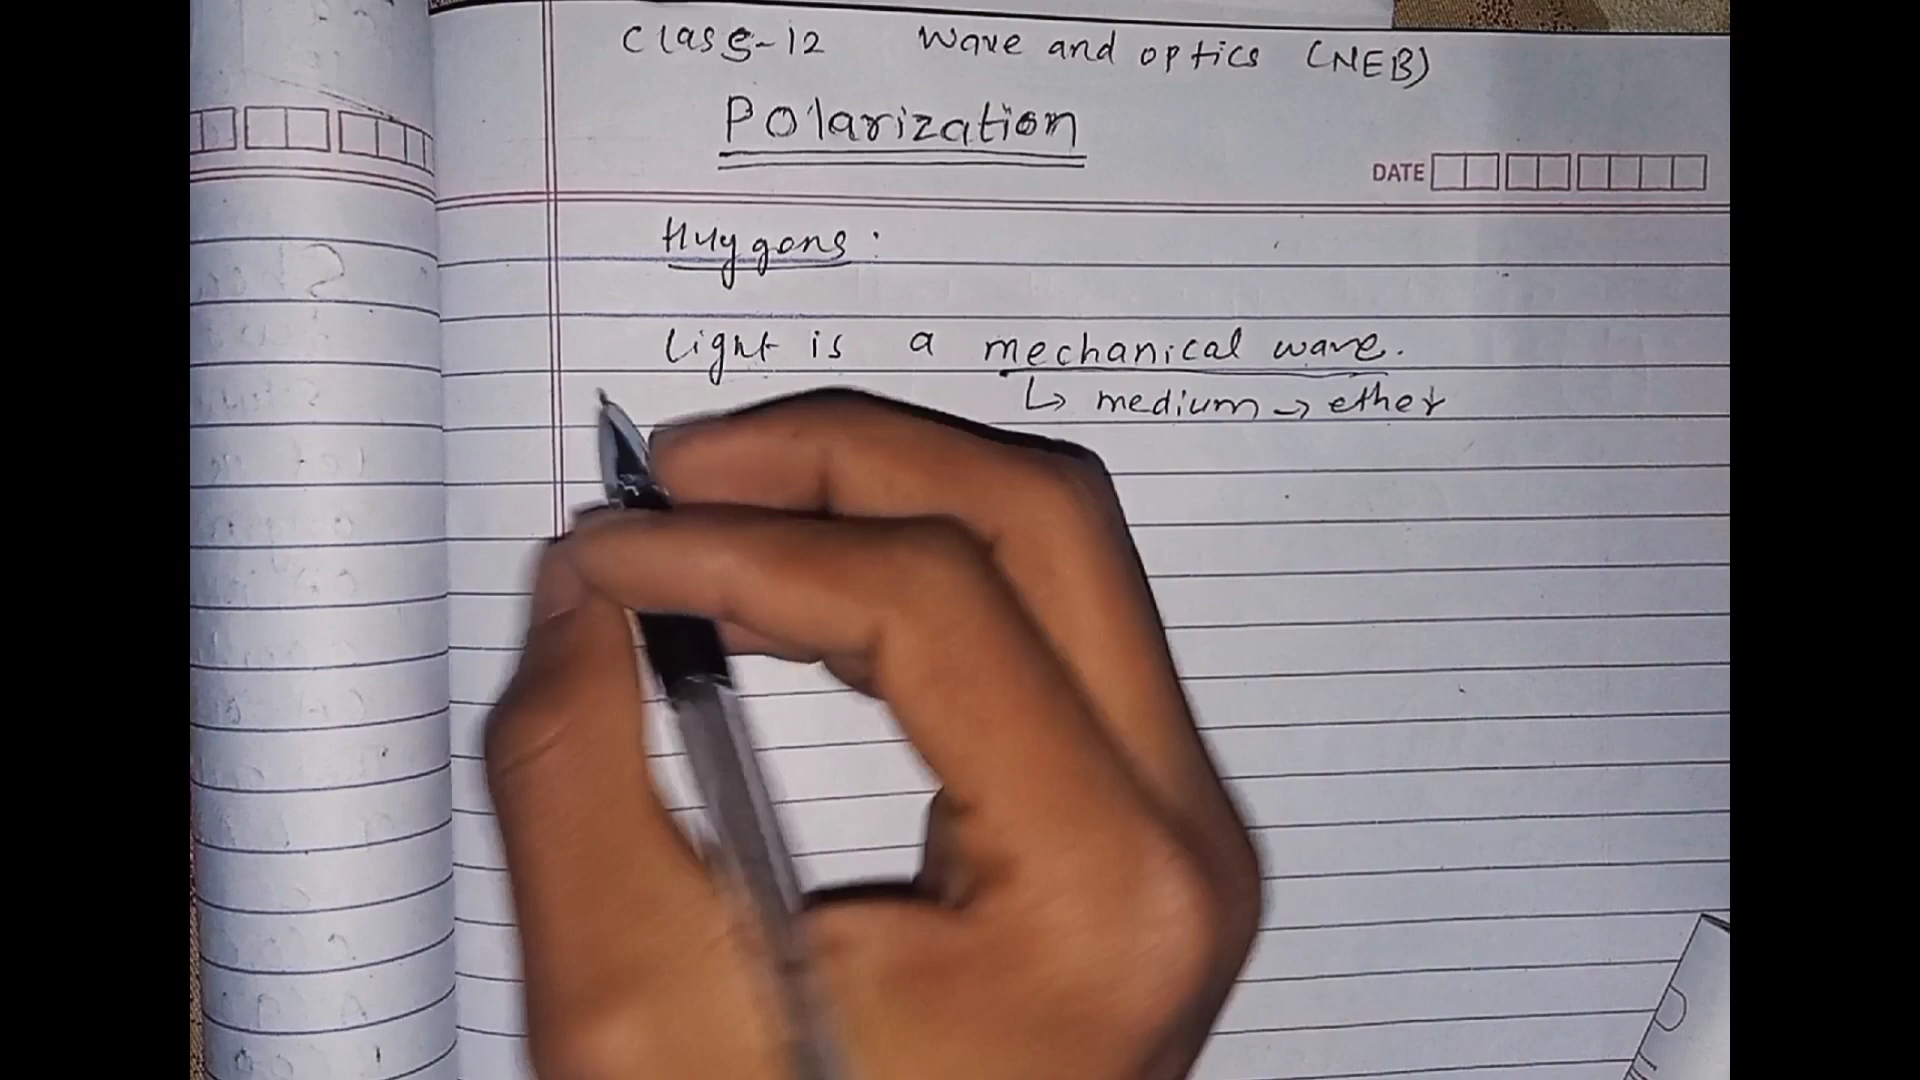 Class-12 Wave and optics (NEB)
Polarization
DATE
Huygens:
Light is a mechanical wave.
↳ medium → ether